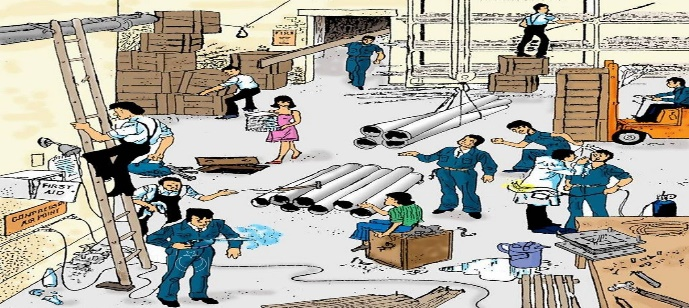 FIRST
AID
COMPRESSED
AIR POINT